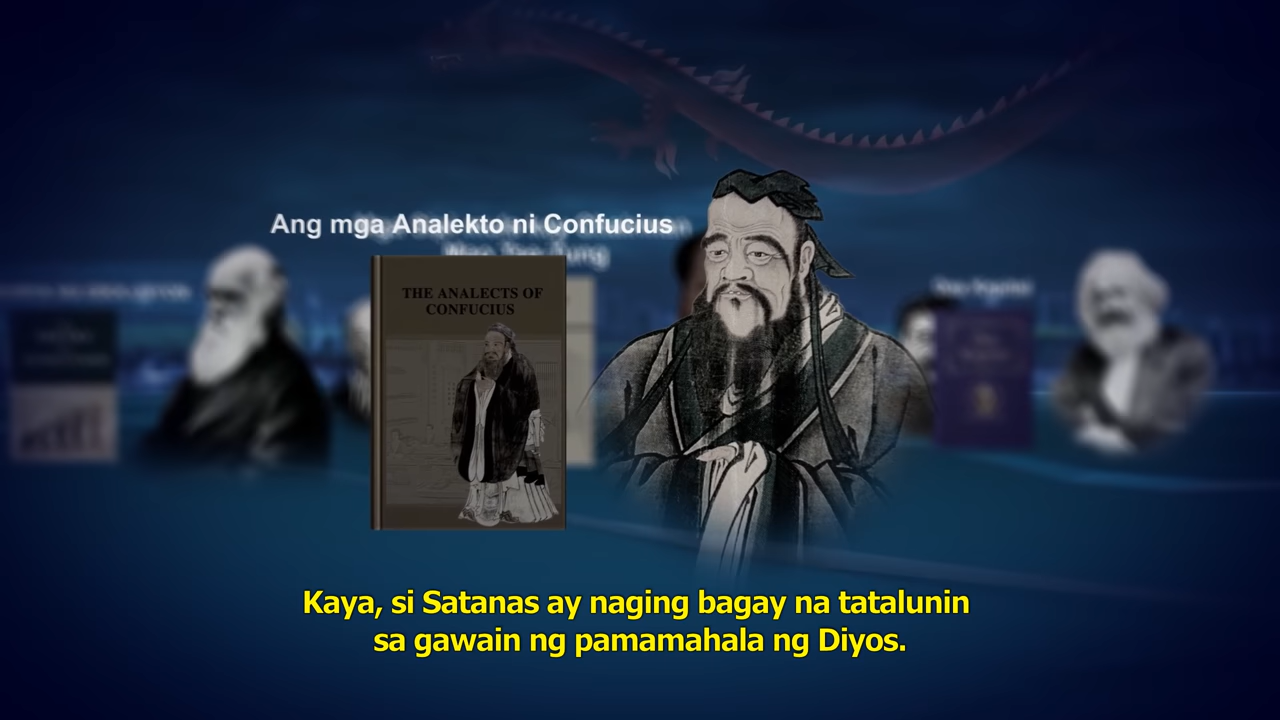 Ang mga Analekto ni Confucius
THE ANALECTS OF
CONFUCIUS
Kaya, si Satanas ay naging bagay na tatalunin
sa gawain ng pamamahala ng Diyos.